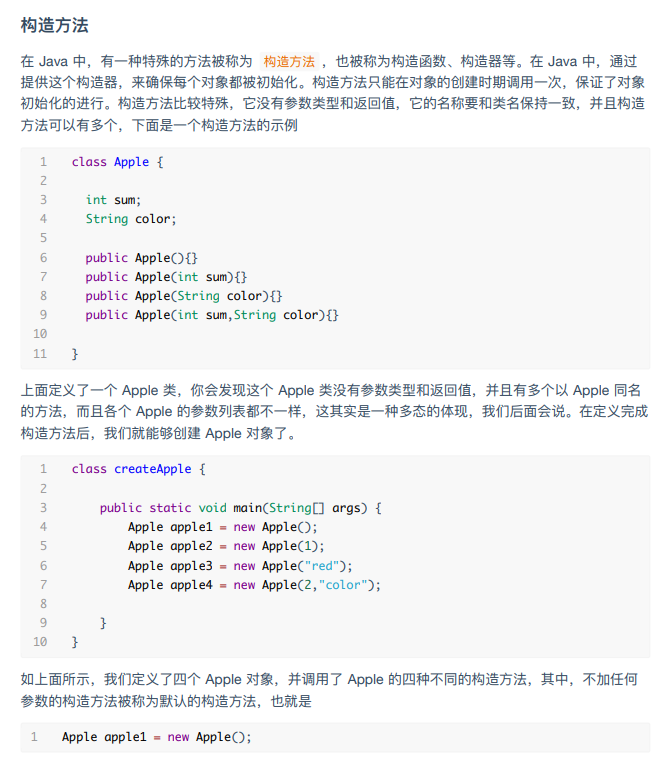 构造方法
在 Java 中，有一种特殊的方法被称为 构造方法 ，也被称为构造函数、构造器等。在 Java 中，通过
提供这个构造器，来确保每个对象都被初始化。构造方法只能在对象的创建时期调用一次，保证了对象
初始化的进行。构造方法比较特殊，它没有参数类型和返回值，它的名称要和类名保持一致，并且构造
方法可以有多个，下面是一个构造方法的示例
1 class Apple {
2
3   int sum;
4   String color;
5
6   public Apple(){}
7   public Apple(int sum){}
8   public Apple(String color){}
9   public Apple(int sum,String color){}
10
11 }
上面定义了一个 Apple 类，你会发现这个 Apple 类没有参数类型和返回值，并且有多个以 Apple 同名
的方法，而且各个 Apple 的参数列表都不一样，这其实是一种多态的体现，我们后面会说。在定义完成
构造方法后，我们就能够创建 Apple 对象了。
1 class createApple {
2
3     public static void main(String[] args) {
4         Apple apple1 = new Apple();
5         Apple apple2 = new Apple(1);
6         Apple apple3 = new Apple("red");
7         Apple apple4 = new Apple(2,"color");
8
9     }
10 }
如上面所示，我们定义了四个 Apple 对象，并调用了 Apple 的四种不同的构造方法，其中，不加任何
参数的构造方法被称为默认的构造方法，也就是
1 Apple apple1 = new Apple();